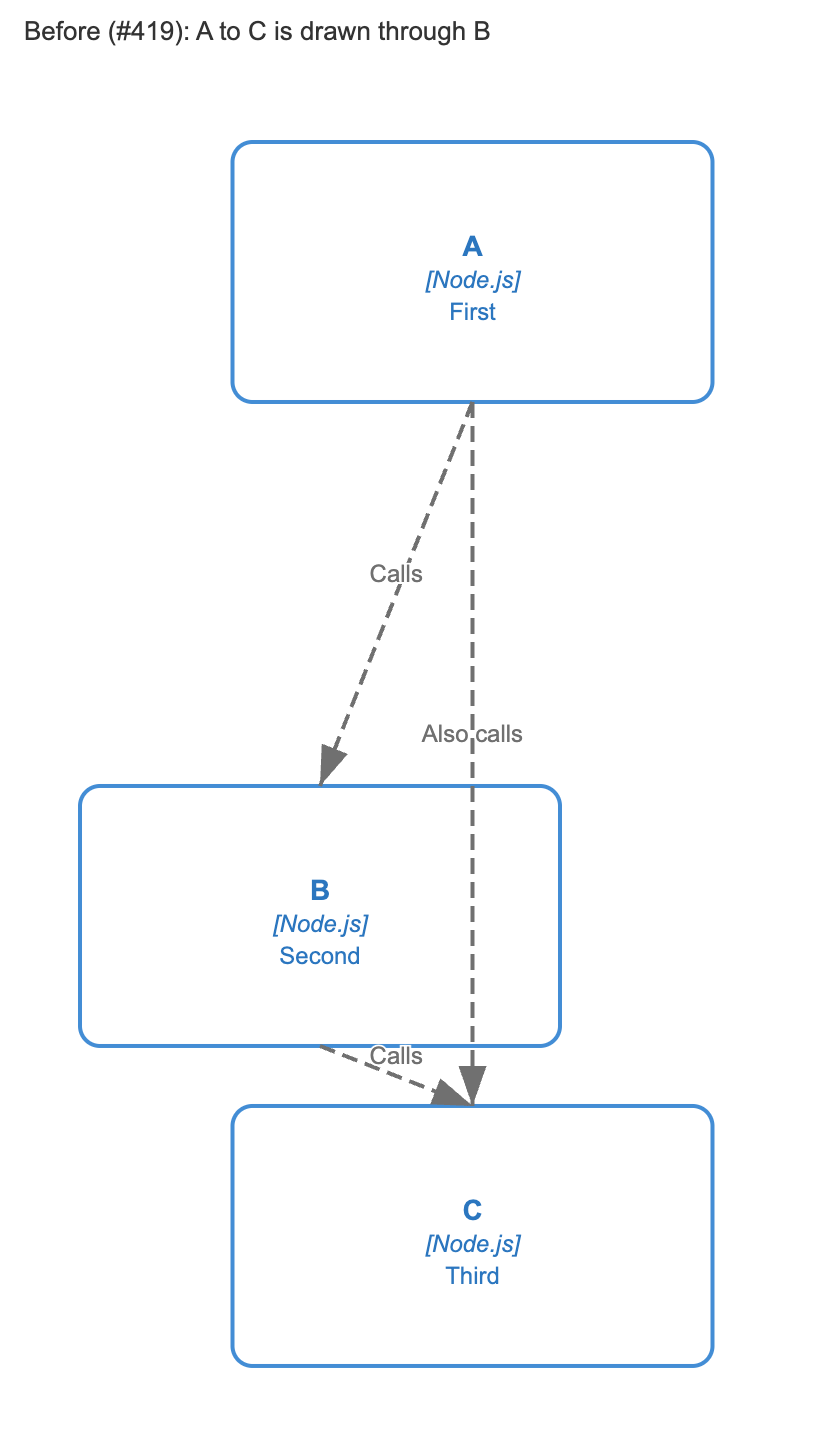 Before (#419): A to C is drawn through B
A
[Node.js]
First
Calls
Also calls
B
[Node.js]
Second
Calls
C
[Node.js]
Third